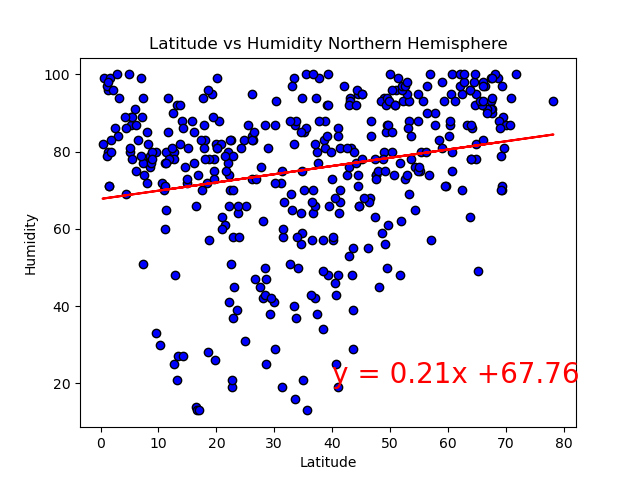 Latitude vs Humidity Northern Hemisphere
100
80
60
40
20
Humidity
y = 0.21x +67.76
0 10 20 30 40 50 60 70 80
Latitude